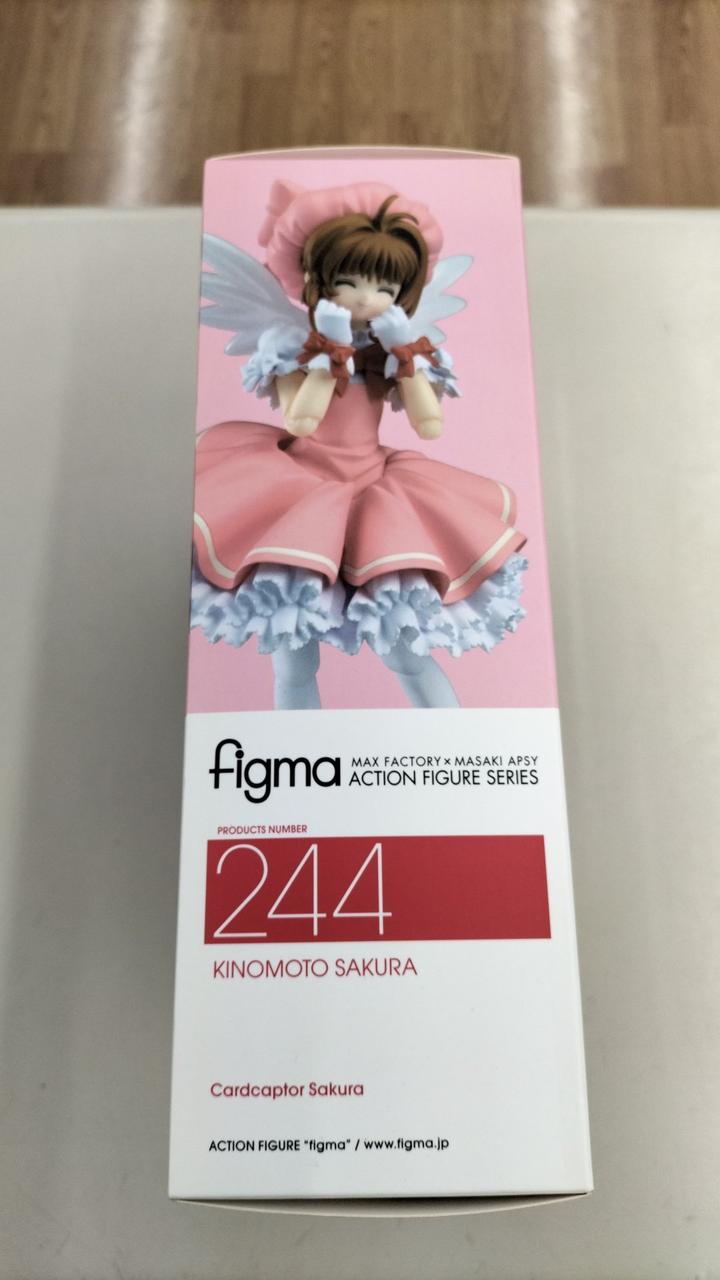 figma MAX FACTORY × MASAKI APSY
ACTION FIGURE SERIES
PRODUCTS NUMBER
244
KINOMOTO SAKURA
Cardcaptor Sakura
ACTION FIGURE "figma" / www.figma.jp